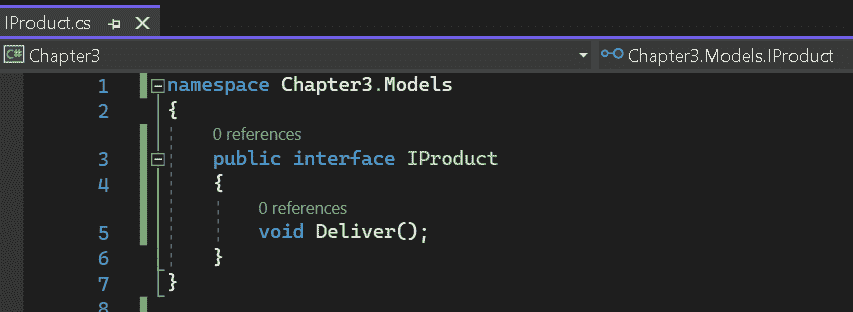 IProduct.cs
C# Chapter3 Chapter3.Models.IProduct
1 namespace Chapter3.Models
2 {
0 references
3 public interface IProduct
4 {
0 references
5 void Deliver();
6 }
7 }
8